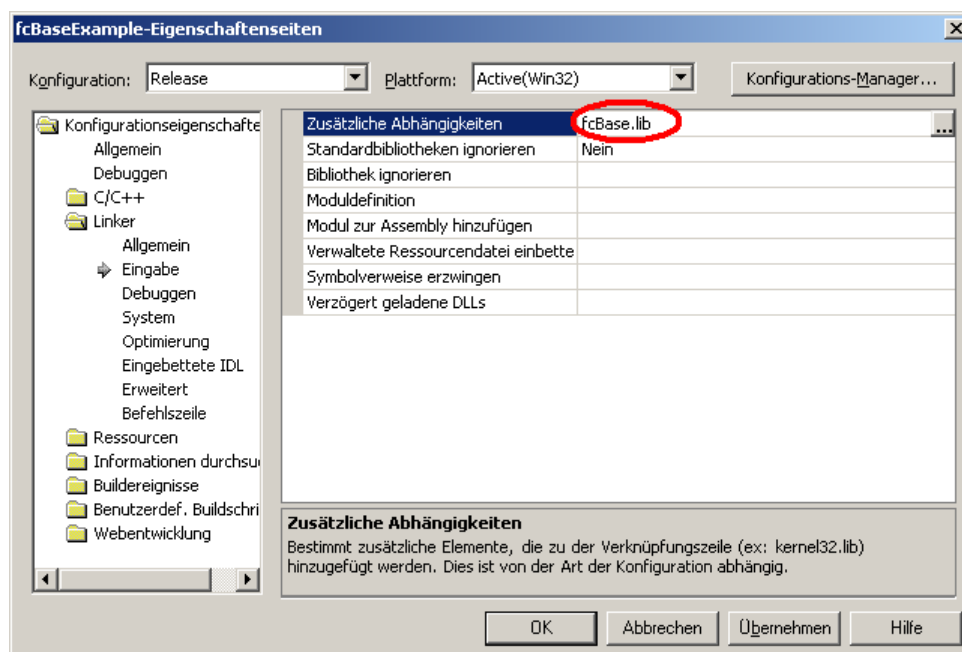 fcBaseExample-Eigenschaftenseiten
Konfiguration: Release Plattform: Active(Win32) Konfigurations-Manager...
Konfigurationseigenschafte
Allgemein
Debuggen
C/C++
Linker
Allgemein
Eingabe
Debuggen
System
Optimierung
Eingebettete IDL
Erweitert
Befehlszeile
Ressourcen
Informationen durchsu
Buildereignisse
Benutzerdef. Buildschri
Webentwicklung
Zusätzliche Abhängigkeiten fcBase.lib ...
Standardbibliotheken ignorieren Nein
Bibliothek ignorieren
Moduldefinition
Modul zur Assembly hinzufügen
Verwaltete Ressourcendatei einbette
Symbolverweise erzwingen
Verzögert geladene DLLs
Zusätzliche Abhängigkeiten
Bestimmt zusätzliche Elemente, die zu der Verknüpfungszeile (ex: kernel32.lib)
hinzugefügt werden. Dies ist von der Art der Konfiguration abhängig.
OK Abbrechen Übernehmen Hilfe